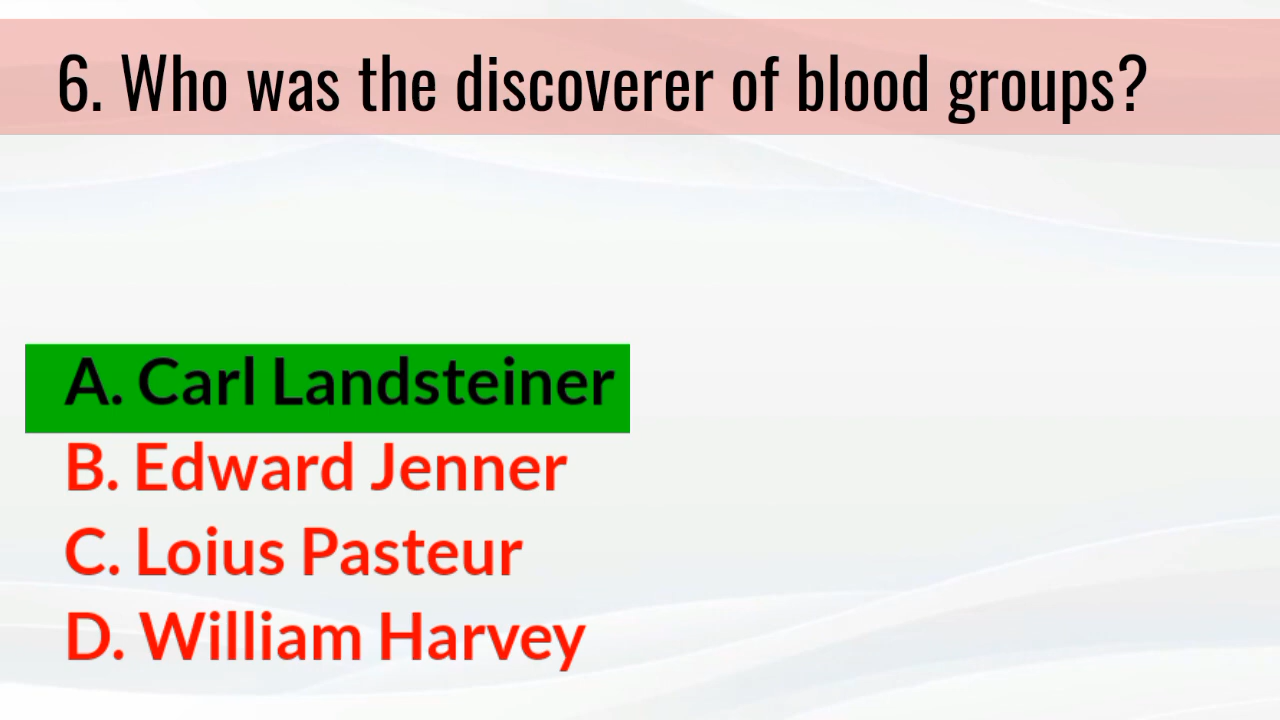 6. Who was the discoverer of blood groups?
A. Carl Landsteiner
B. Edward Jenner
C. Loius Pasteur
D. William Harvey